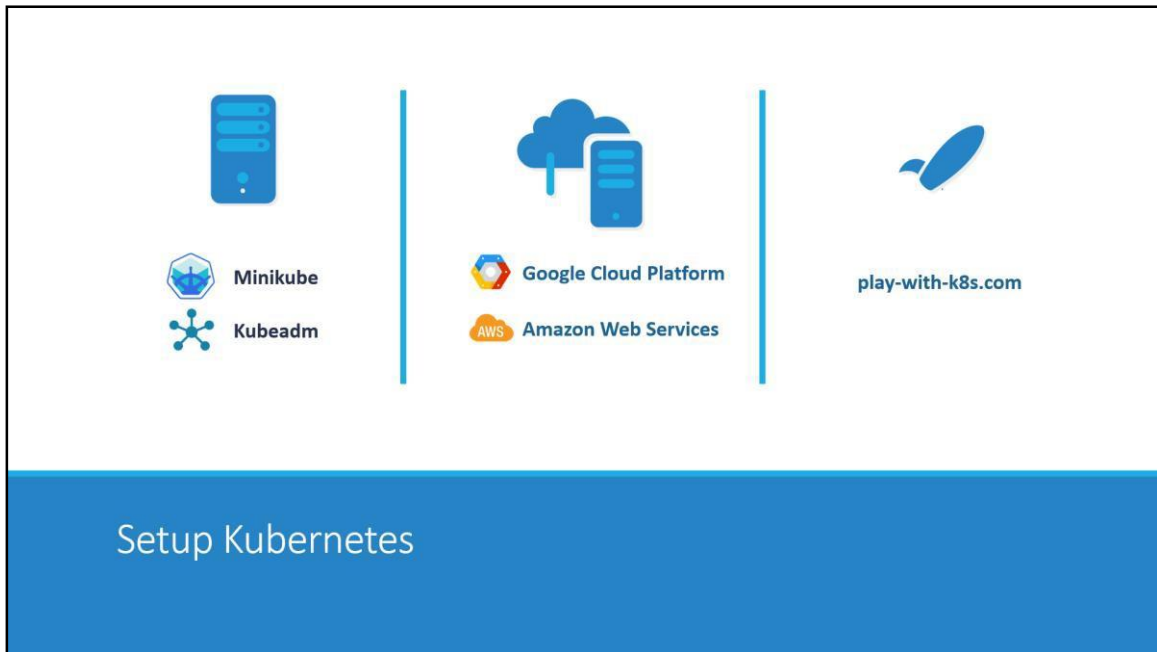 Minikube
Kubeadm
Google Cloud Platform
AWS Amazon Web Services
play-with-k8s.com
Setup Kubernetes